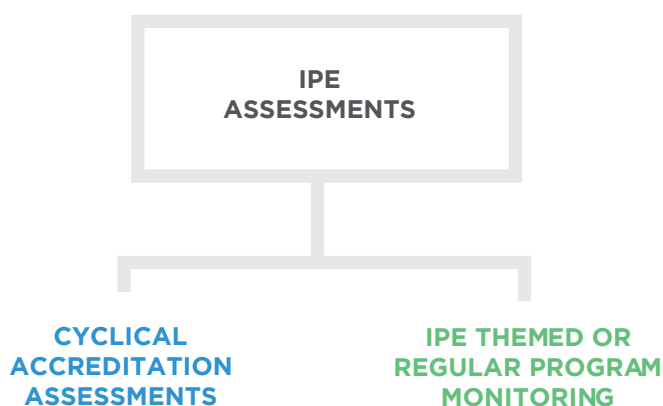 IPE
ASSESSMENTS
CYCLICAL
ACCREDITATION
ASSESSMENTS
IPE THEMED OR
REGULAR PROGRAM
MONITORING